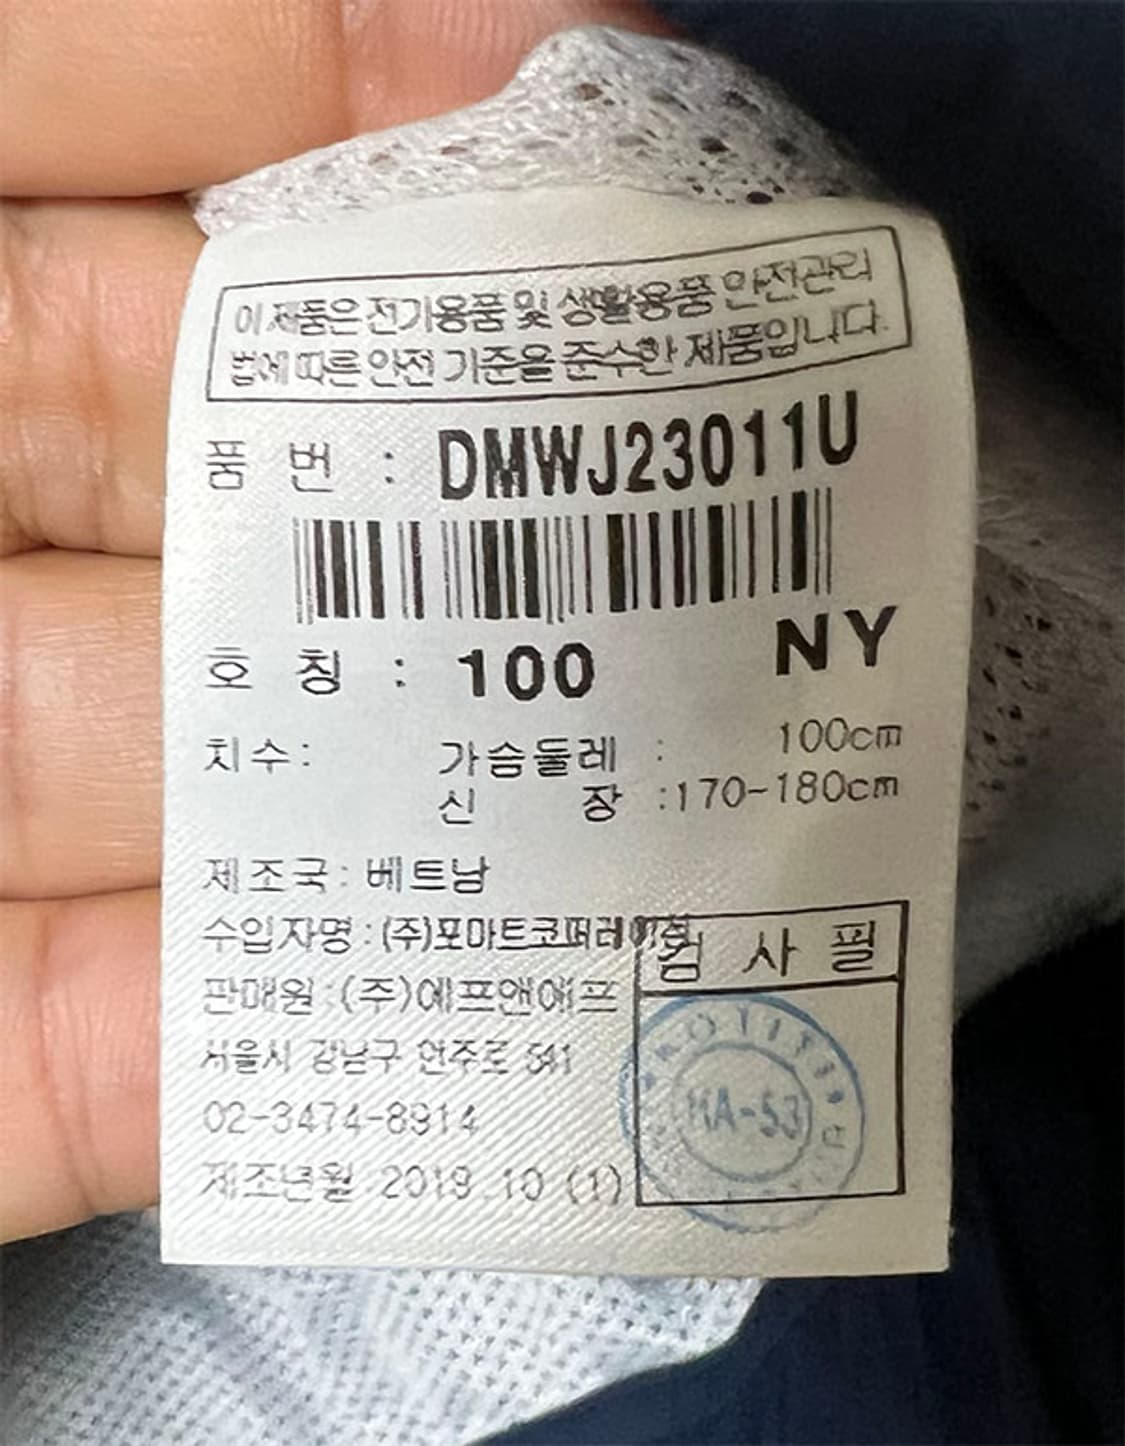 이 제품은 전기용품 및 생활용품 안전관리
법에 따른 안전 기준을 준수한 제품입니다.
품 번 : DMWJ23011U
호 칭 : 100 NY
치수: 가슴둘레 : 100cm
신 장 :170-180cm
제조국: 베트남
수입자명 : (주)포마트코퍼레이션
검 사 필
판매원 : (주)에프앤에프
서울시 강남구 언주로 541
02-3474-8914
KOTITI
MA-53
제조년월 2019.10 (1)